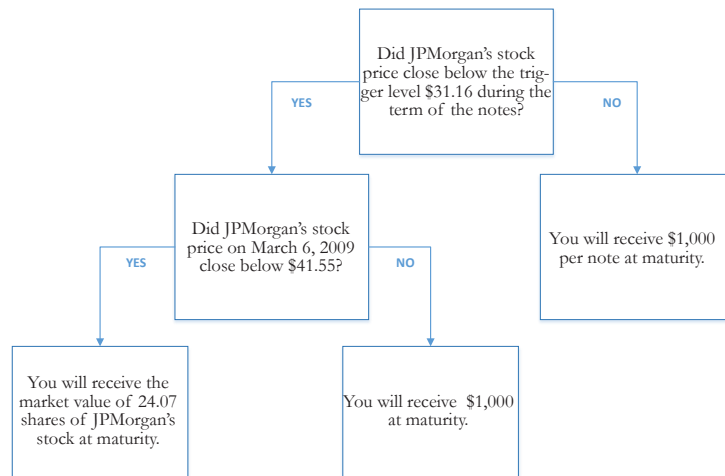 Did JPMorgan's stock
price close below the trig-
ger level $31.16 during the
term of the notes?
YES
NO
Did JPMorgan's stock
price on March 6, 2009
close below $41.55?
You will receive $1,000
per note at maturity.
YES
NO
You will receive the
market value of 24.07
shares of JPMorgan's
stock at maturity.
You will receive $1,000
at maturity.